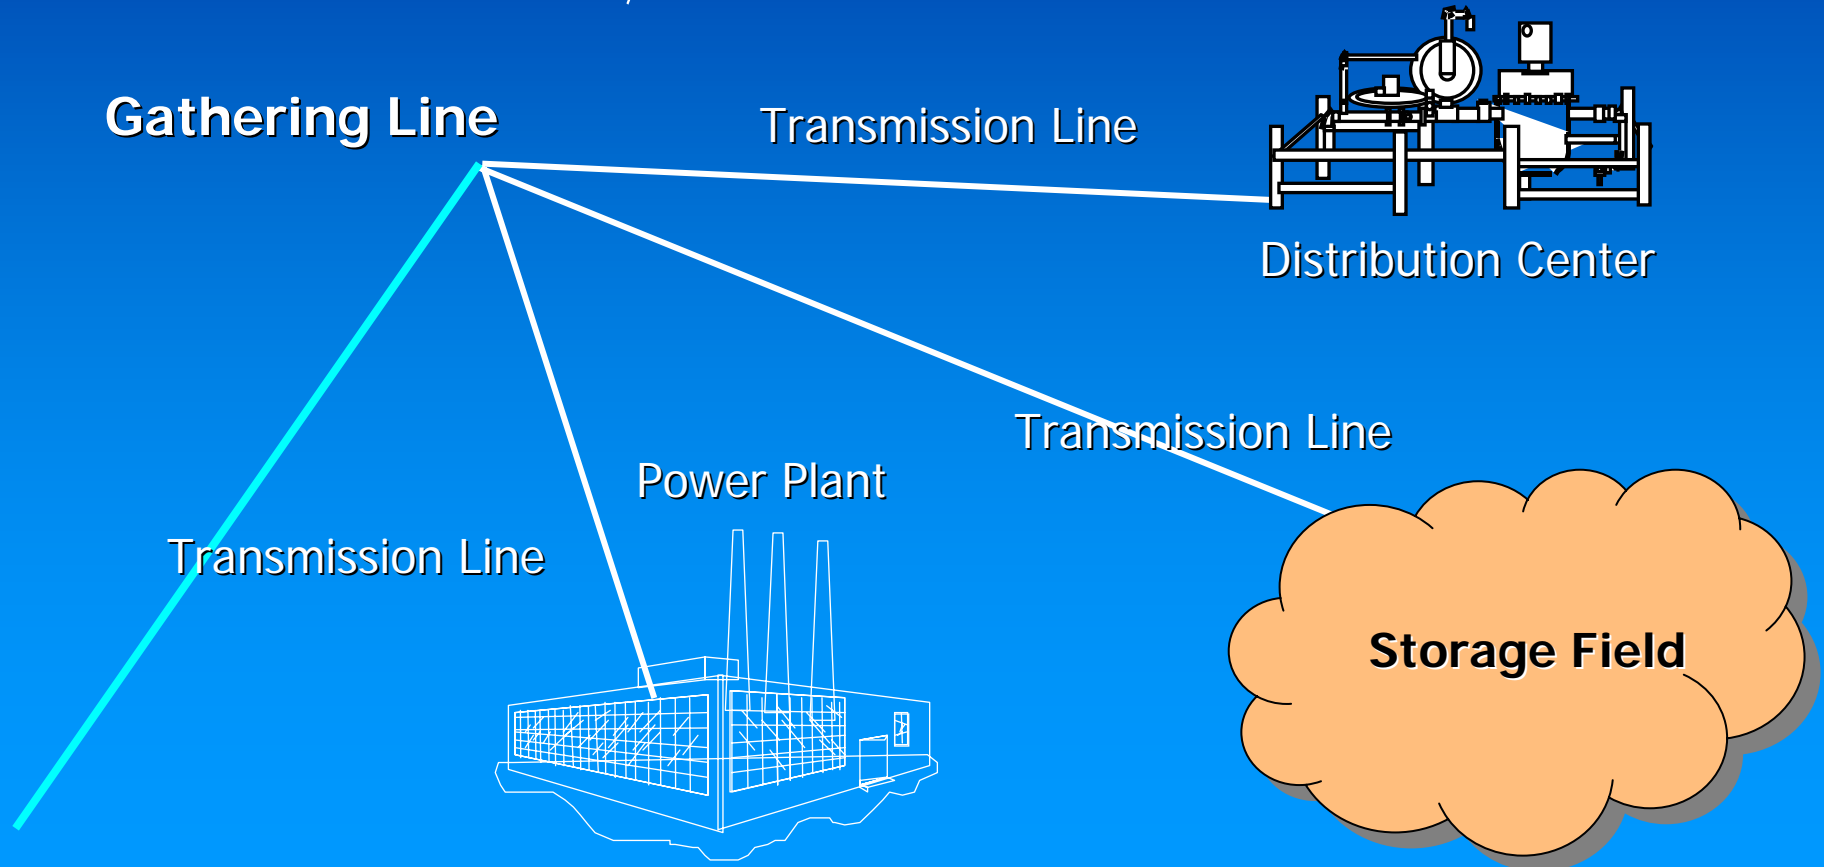 Gathering Line
Transmission Line
Distribution Center
Transmission Line
Power Plant
Transmission Line
Storage Field